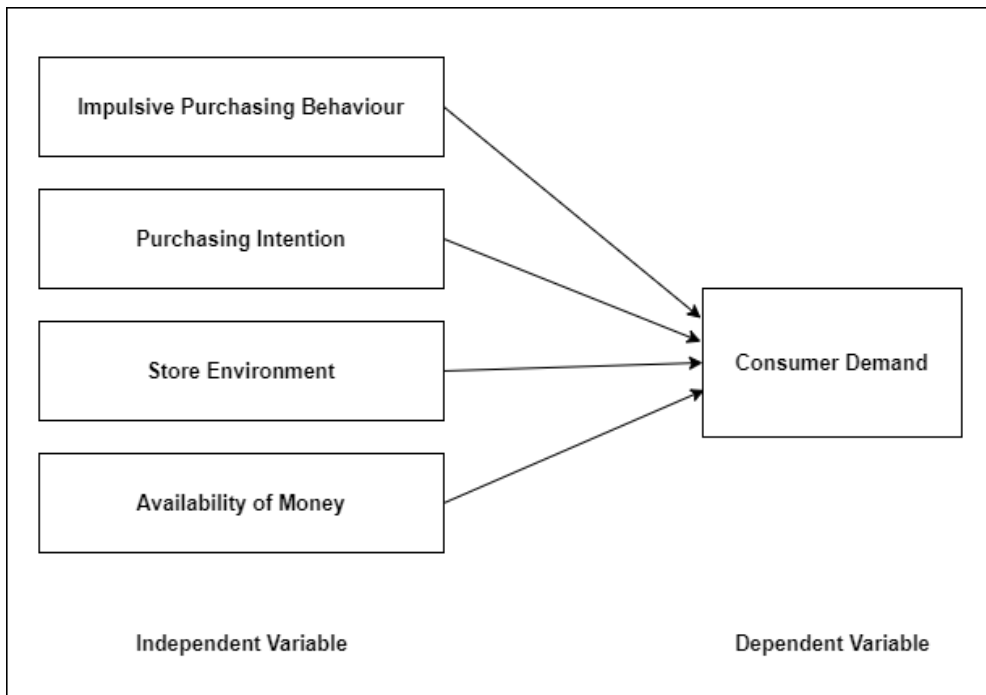 Impulsive Purchasing Behaviour
Purchasing Intention
Store Environment
Availability of Money
Consumer Demand
Independent Variable
Dependent Variable